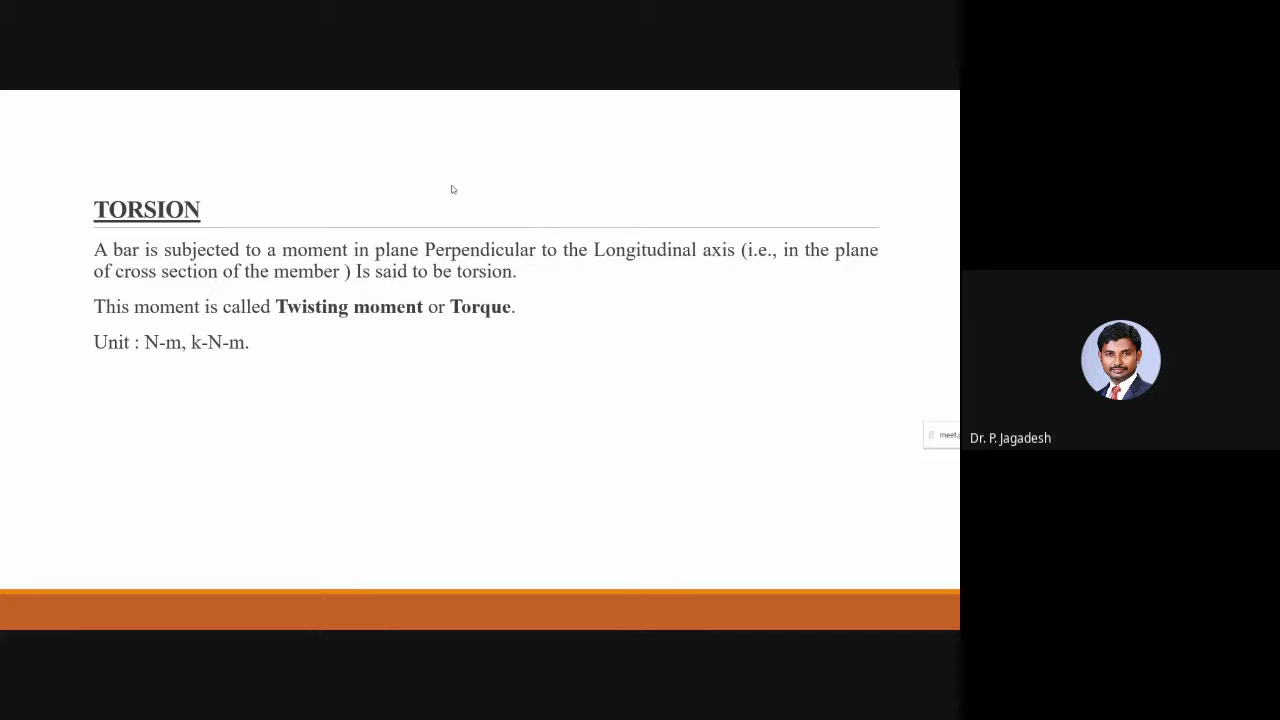 TORSION
A bar is subjected to a moment in plane Perpendicular to the Longitudinal axis (i.e., in the plane
of cross section of the member ) Is said to be torsion.
This moment is called Twisting moment or Torque.
Unit : N-m, k-N-m.
meet.
Dr. P. Jagadesh